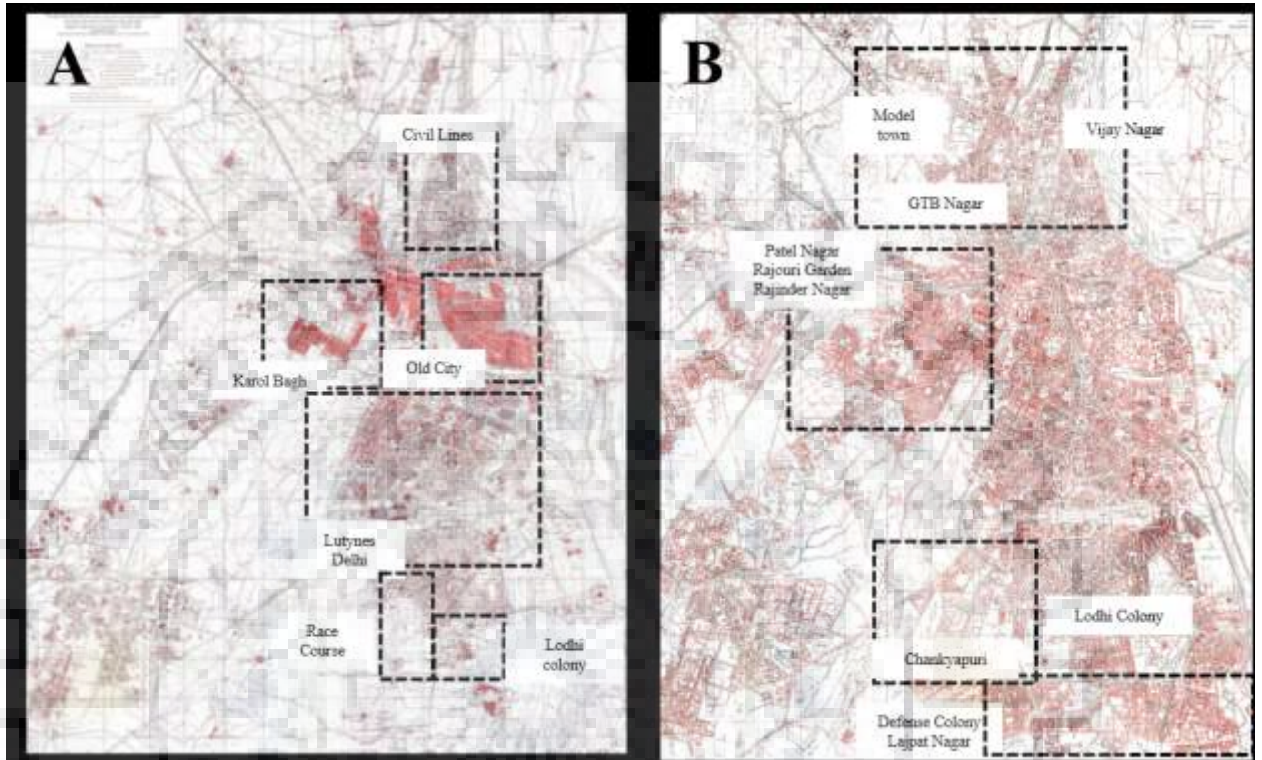 A
Civil Lines
Karol Bagh
Old City
Lutynes
Delhi
Race
Course
Lodhi
colony
B
Model
town
Vijay Nagar
GTB Nagar
Patel Nagar
Rajouri Garden
Rajinder Nagar
Lodhi Colony
Chankyapuri
Defense Colony
Lajpat Nagar